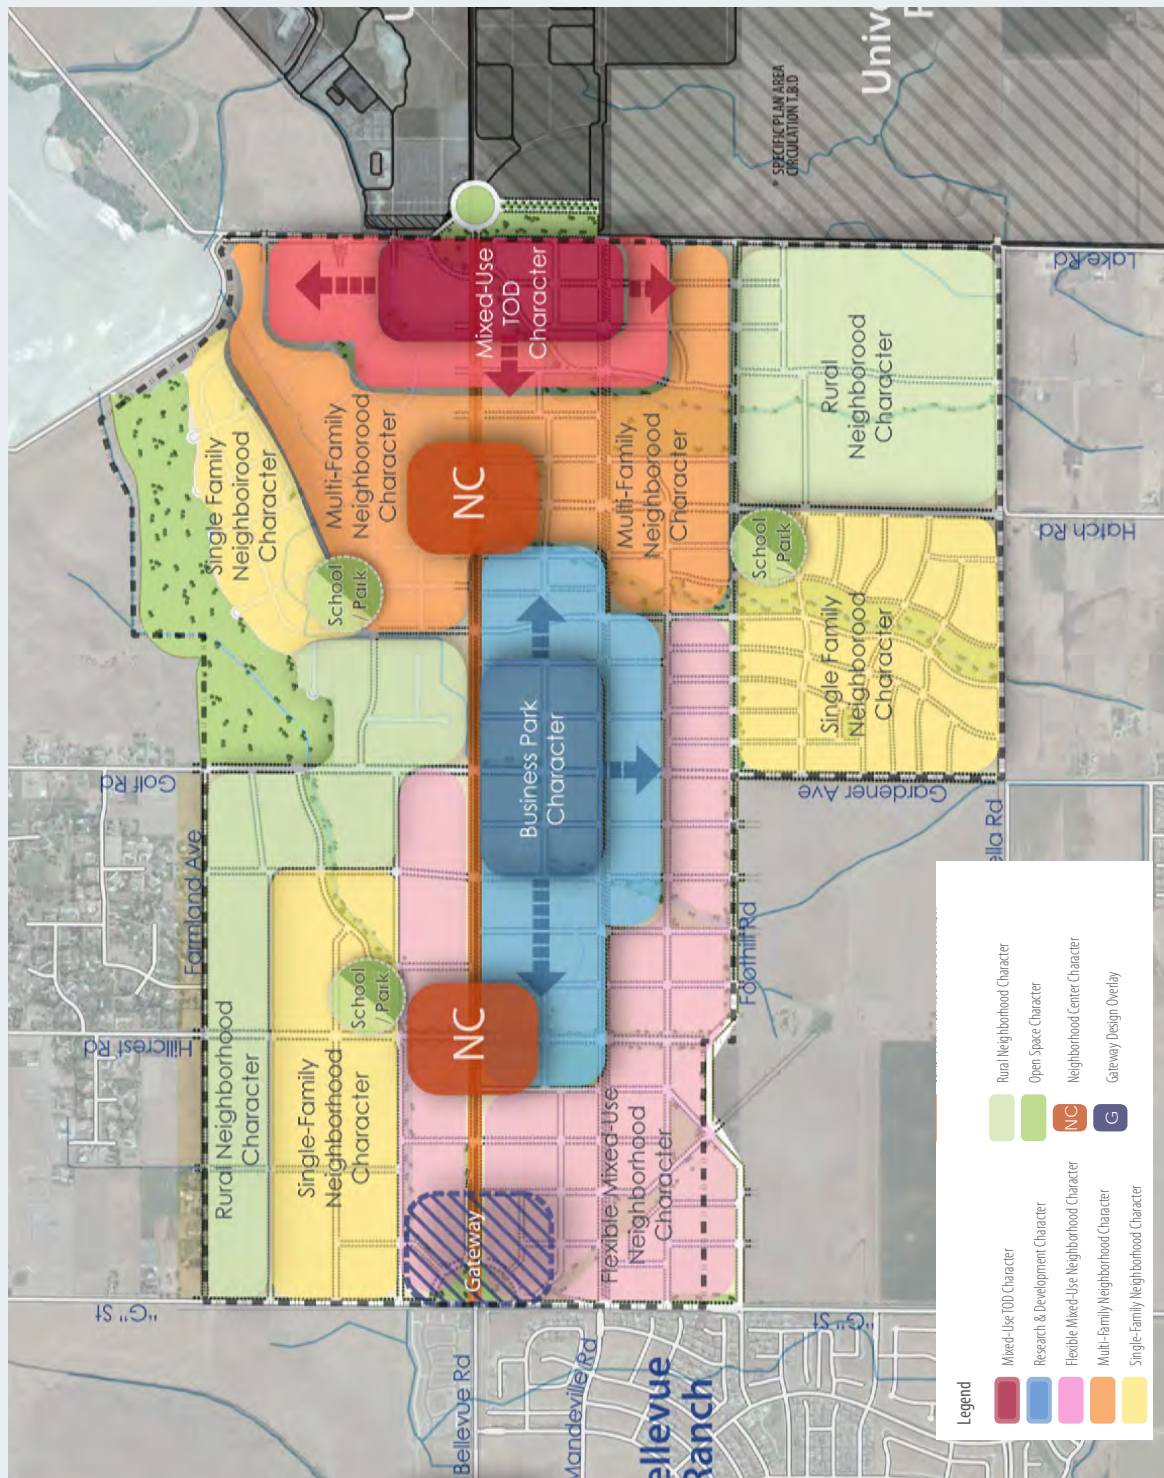 Univ
* SPECIFIC PLAN AREA
CIRCULATION T.B.D
Mixed-Use
TOD
Character
Lake Rd
Rural
Neighborood
Character
Single Family
Neighboirood
Character
Multi-Family
Neighborood
Character
NC
Multi-Family
Neighborood
Character
Hatch Rd
School
/ Park
School
/ Park
Single Family
Neighborood
Character
Business Park
Character
Golf Rd
Gardener Ave
Farmland Ave
ella Rd
Foothill Rd
School
/ Park
NC
Hillcrest Rd
Rural Neighborhood
Character
Single-Family
Neighborhood
Character
Flexible Mixed-Use
Neighborhood
Character
Gateway
"G" St
"G" St
Bellevue Rd
Mandeville Rd
ellevue
Ranch
Legend
Mixed-Use TOD Character
Research & Development Character
Flexible Mixed-Use Neighborhood Character
Multi-Family Neighborhood Character
Single-Family Neighborhood Character
Rural Neighborhood Character
Open Space Character
NC
Neighborhood Center Character
G
Gateway Design Overlay